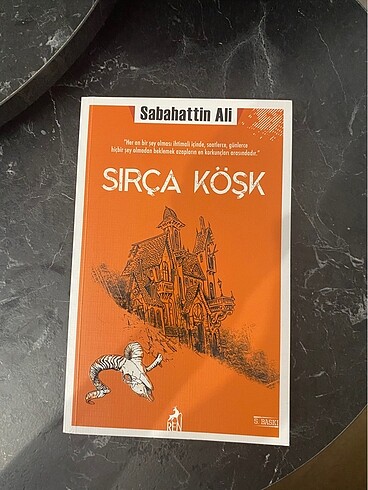 Sabahattin Ali
"Her an bir şey olması ihtimali içinde, saatlerce, günlerce
hiçbir şey olmadan beklemek azapların en korkunçları arasındadır."
SIRÇA KÖŞK
REN
5. BASKI